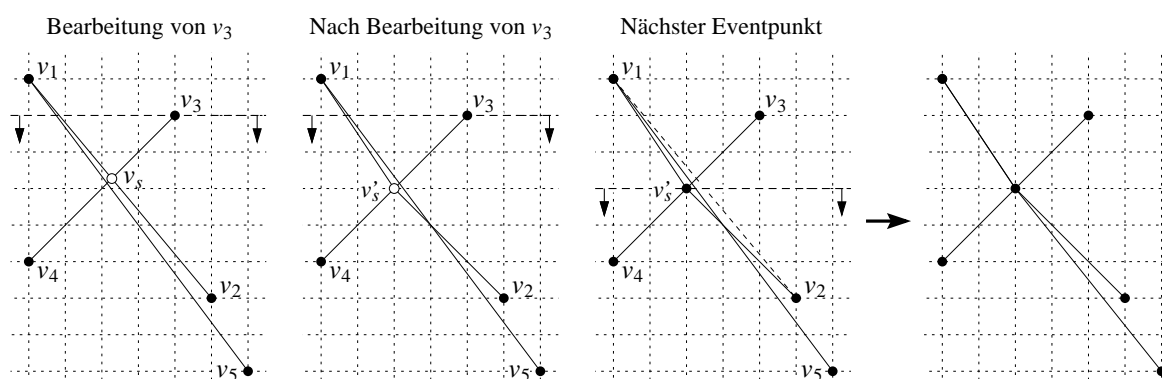 Bearbeitung von v3
Nach Bearbeitung von v3
Nächster Eventpunkt
v1
v3
vs
v4
v2
v5
v1
v3
v's
v4
v2
v5
v1
v3
v's
v4
v2
v5